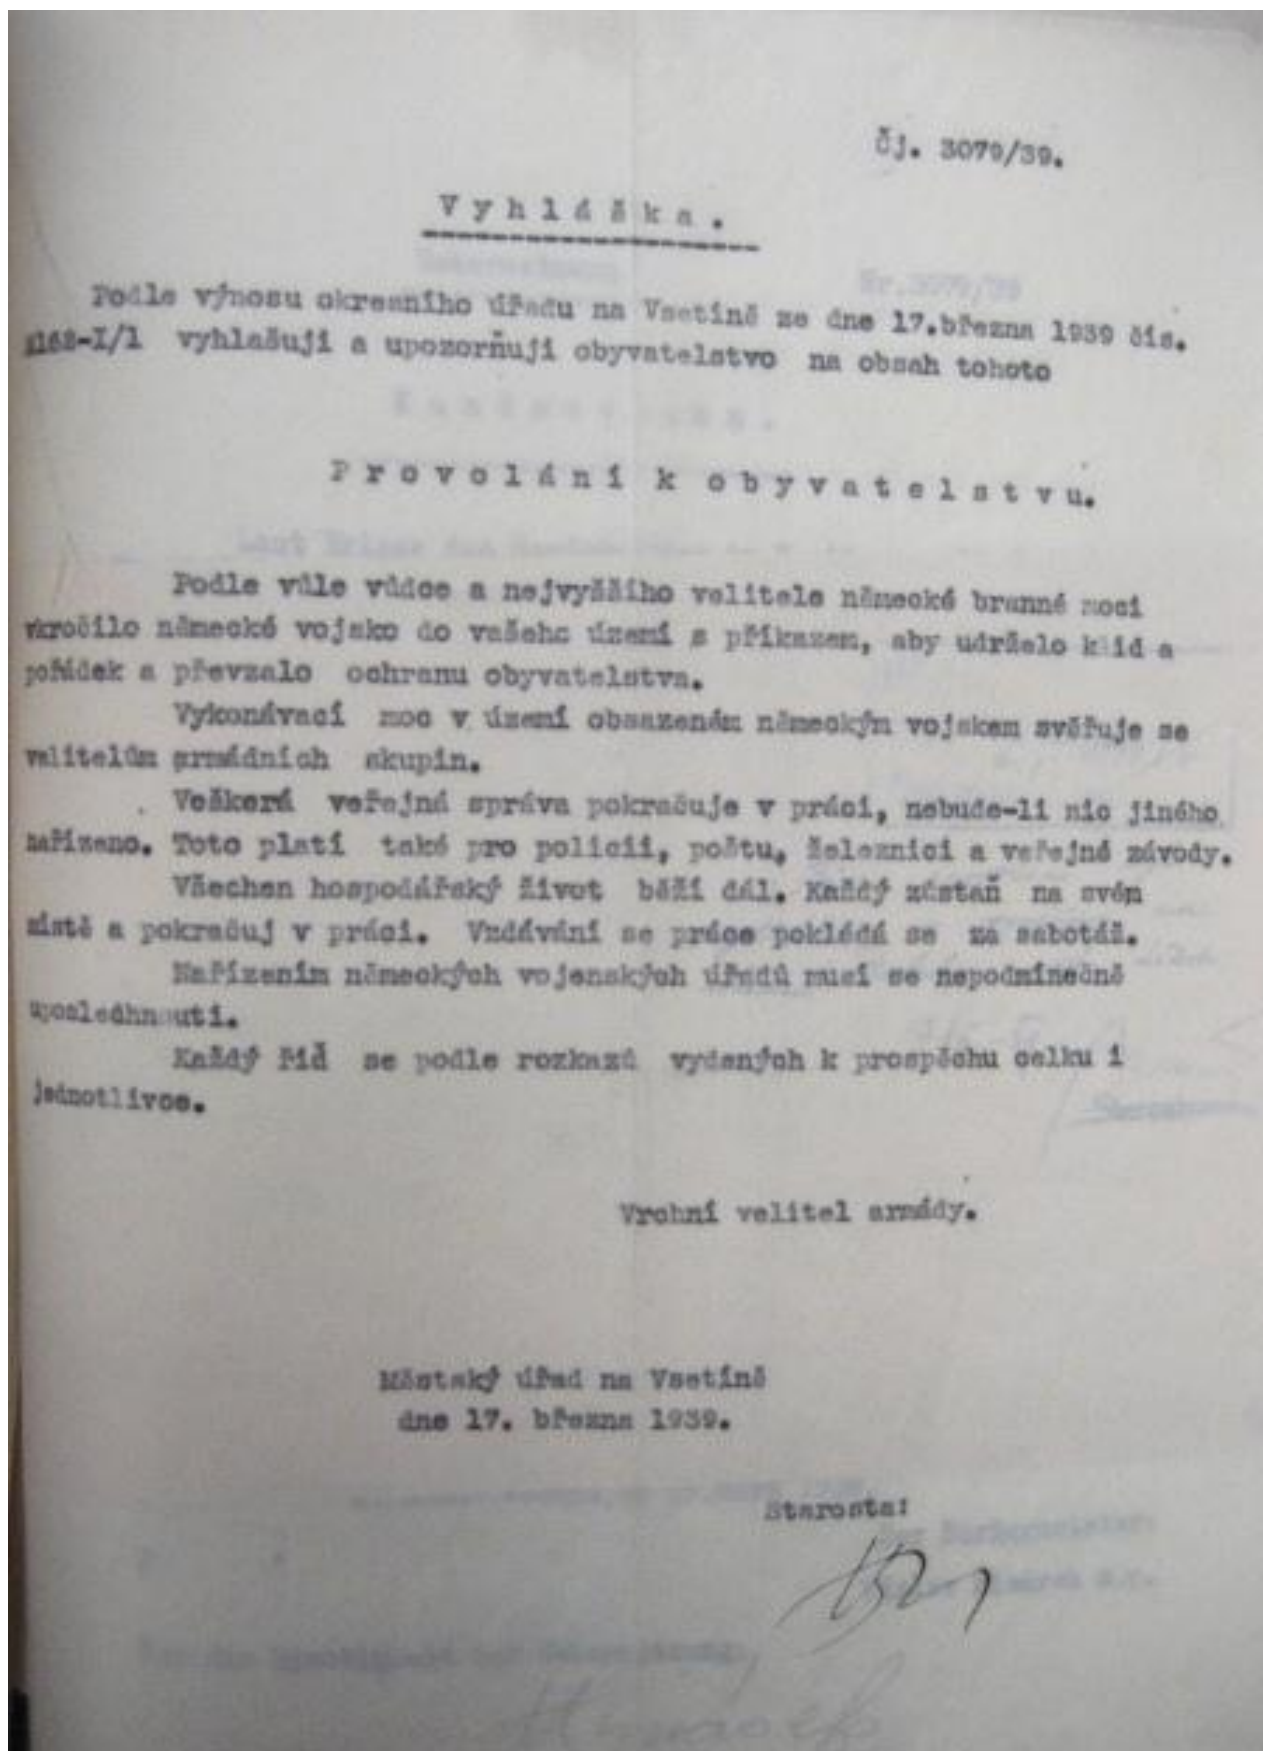 Čj. 3079/39.
Vyhláška.
Nr.3079/39
Podle výnosu okresního úřadu na Vsetíně ze dne 17.března 1939 čís.
vyhlašuji a upozorňuji obyvatelstvo na obsah tohoto
Provolání k obyvatelstvu.
Podle vůle vůdce a nejvyššího velitele německé branné moci
vkročilo německé vojsko do vašeho území s příkazem, aby udrželo klid a
pořádek a převzalo ochranu obyvatelstva.
Vykonávací moc v území obsazeném německým vojskem svěřuje se
velitelům armádních skupin.
Veškerá veřejná správa pokračuje v práci, nebude-li nic jiného
nařízeno. Toto platí také pro policii, poštu, železnici a veřejné závody.
Všechen hospodářský život běží dál. Každý zůstaň na svém
místě a pokračuj v práci. Vzdávání se práce pokládá se za sabotáž.
Nařízením německých vojenských úřadů musí se nepodmínečně
uposlechnouti.
Každý řiď se podle rozkazů vydaných k prospěchu celku i
jednotlivce.
Vrchní velitel armády.
Městský úřad na Vsetíně
dne 17. března 1939.
Starosta: